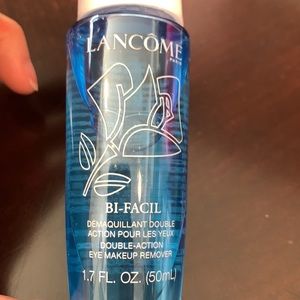 LANCÔME
PARIS
BI-FACIL
DÉMAQUILLANT DOUBLE
ACTION POUR LES YEUX
DOUBLE-ACTION
EYE MAKEUP REMOVER
1.7 FL. OZ. (50mL)